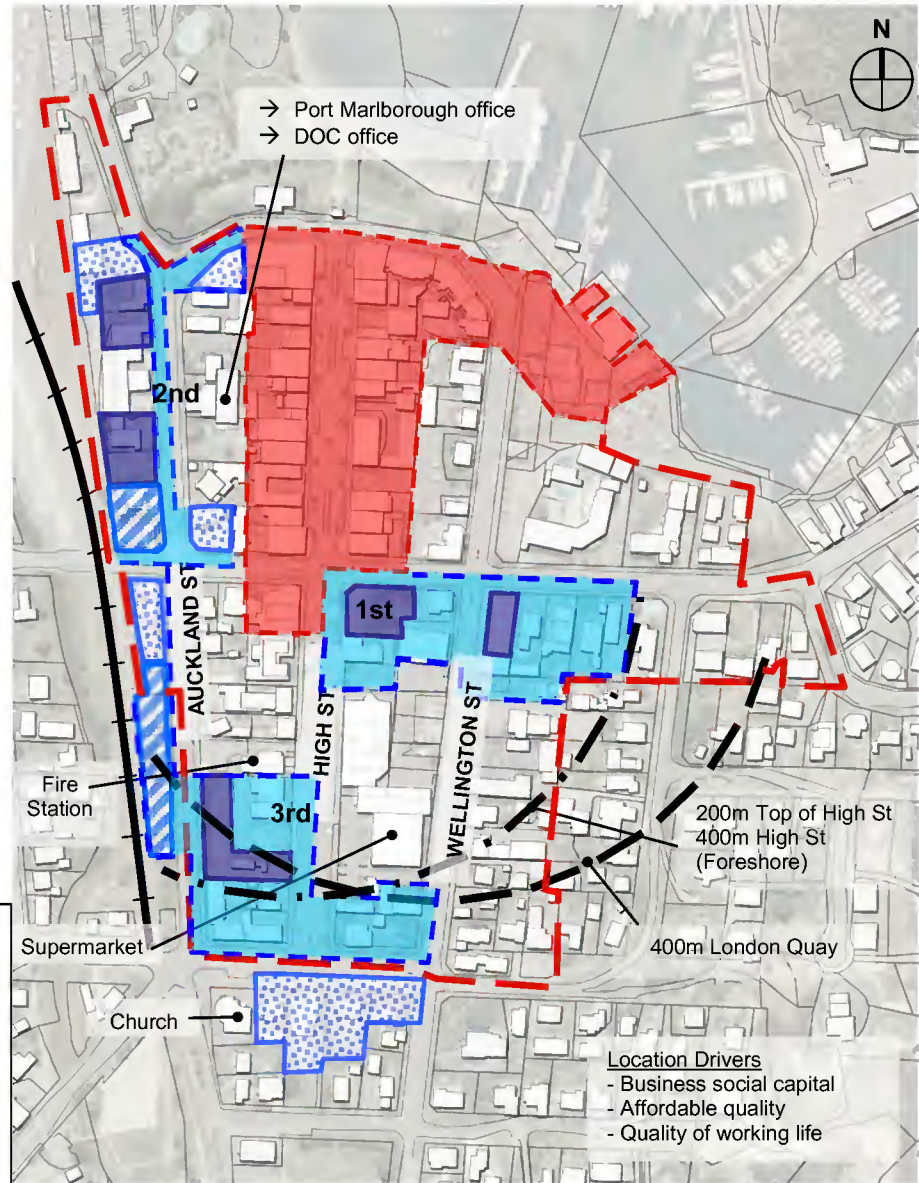 N
→ Port Marlborough office
→ DOC office
2nd
AUCKLAND ST
1st
HIGH ST
WELLINGTON ST
Fire
Station
3rd
200m Top of High St
400m High St
(Foreshore)
Supermarket
400m London Quay
Church
Location Drivers
- Business social capital
- Affordable quality
- Quality of working life